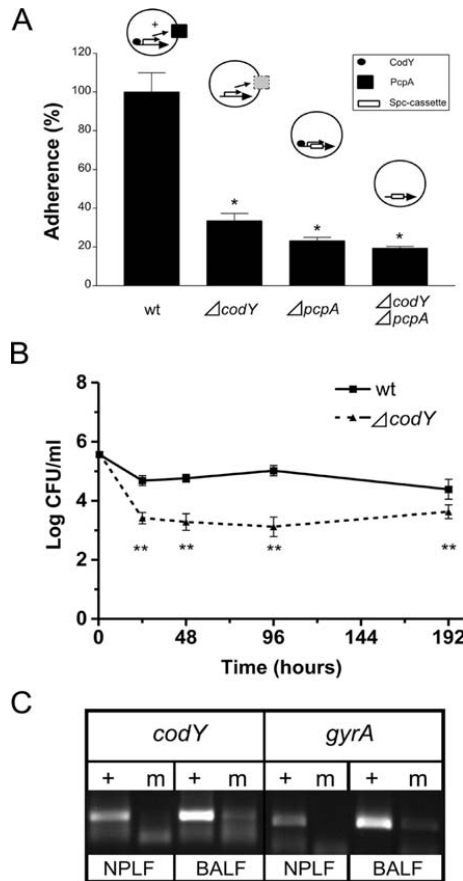 A
+
CodY
PcpA
Spc-cassette
Adherence (%)
120
100
80
60
40
20
0
*
*
*
wt
⊿codY
⊿pcpA
⊿codY
⊿pcpA
B
wt
⊿codY
Log CFU/ml
8
6
4
2
0
** ** ** **
0 48 96 144 192
Time (hours)
C
codY gyrA
+ m + m + m + m
NPLF BALF NPLF BALF